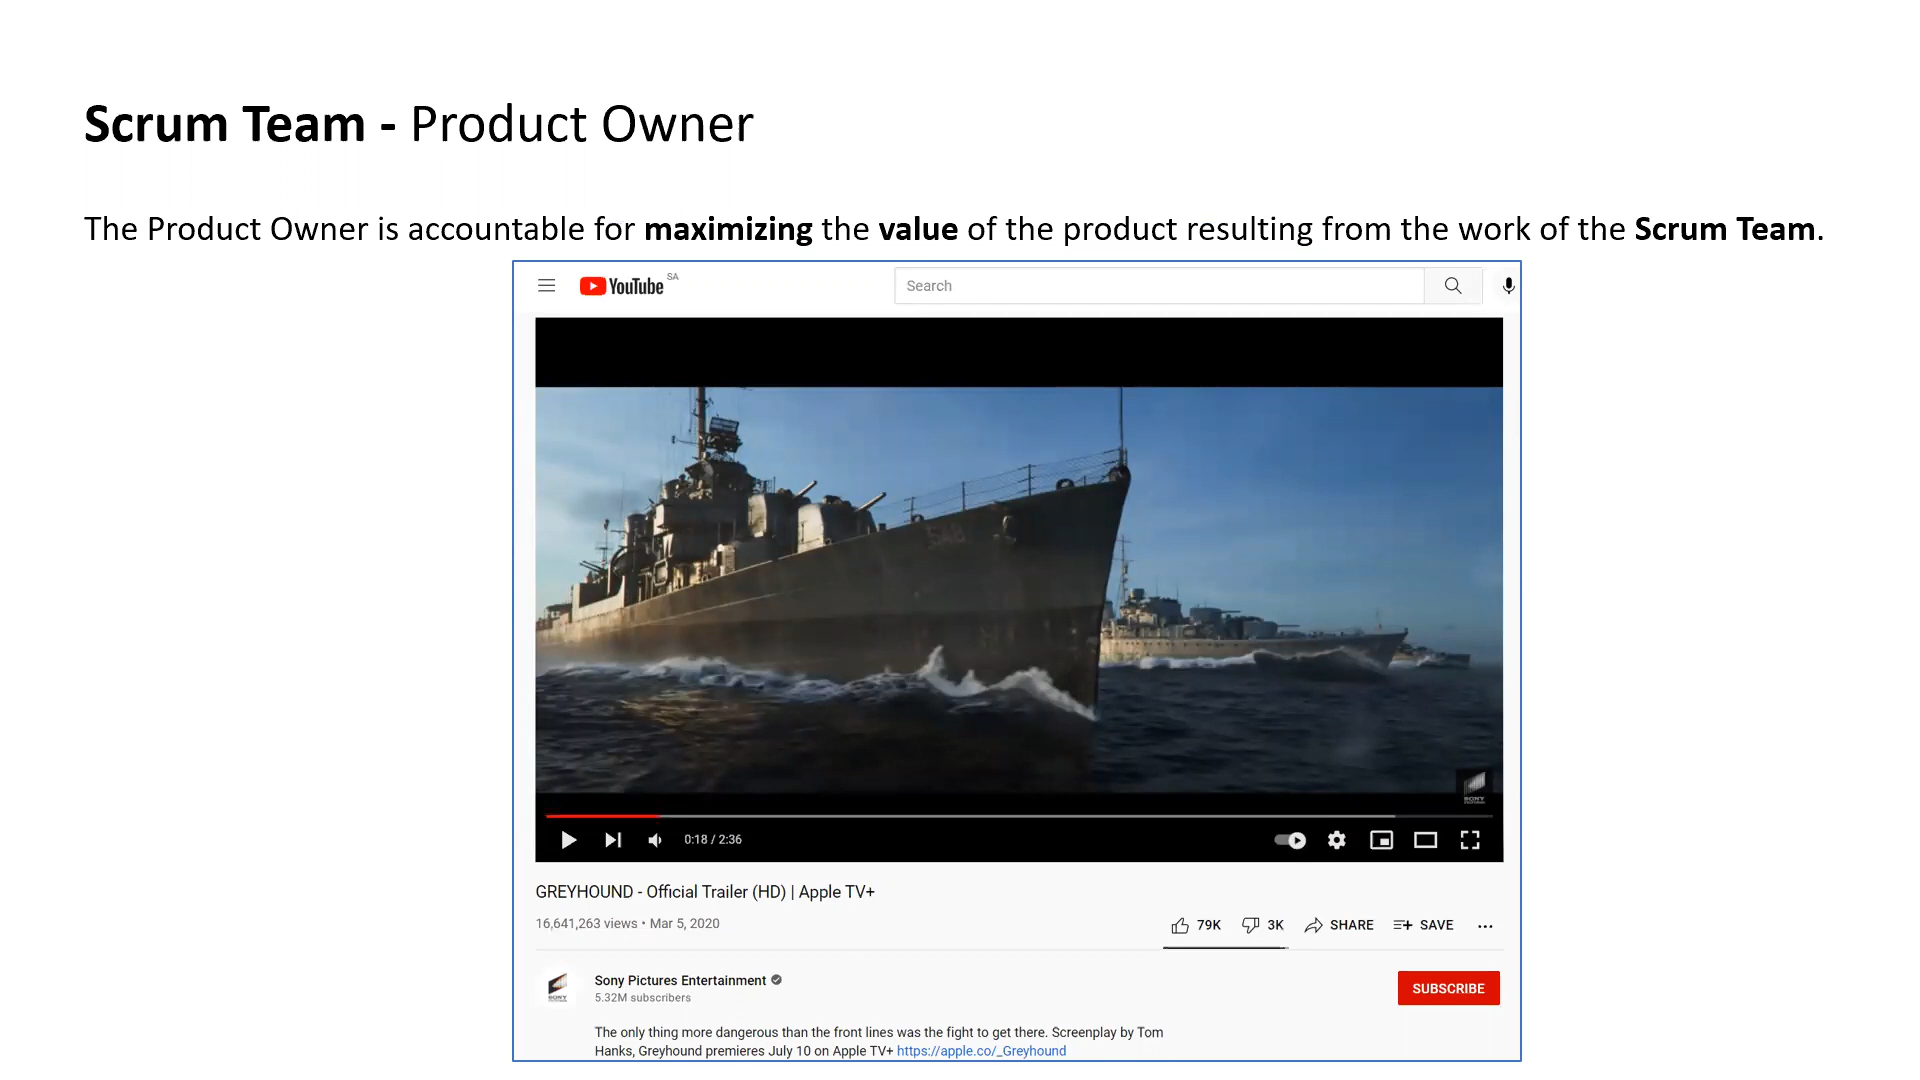 Scrum Team - Product Owner
The Product Owner is accountable for maximizing the value of the product resulting from the work of the Scrum Team.
YouTube SA
Search
548
SONY
0:18 / 2:36
GREYHOUND - Official Trailer (HD) | Apple TV+
16,641,263 views • Mar 5, 2020
79K 3K SHARE SAVE
SONY
Sony Pictures Entertainment
5.32M subscribers
SUBSCRIBE
The only thing more dangerous than the front lines was the fight to get there. Screenplay by Tom
Hanks, Greyhound premieres July 10 on Apple TV+ https://apple.co/_Greyhound